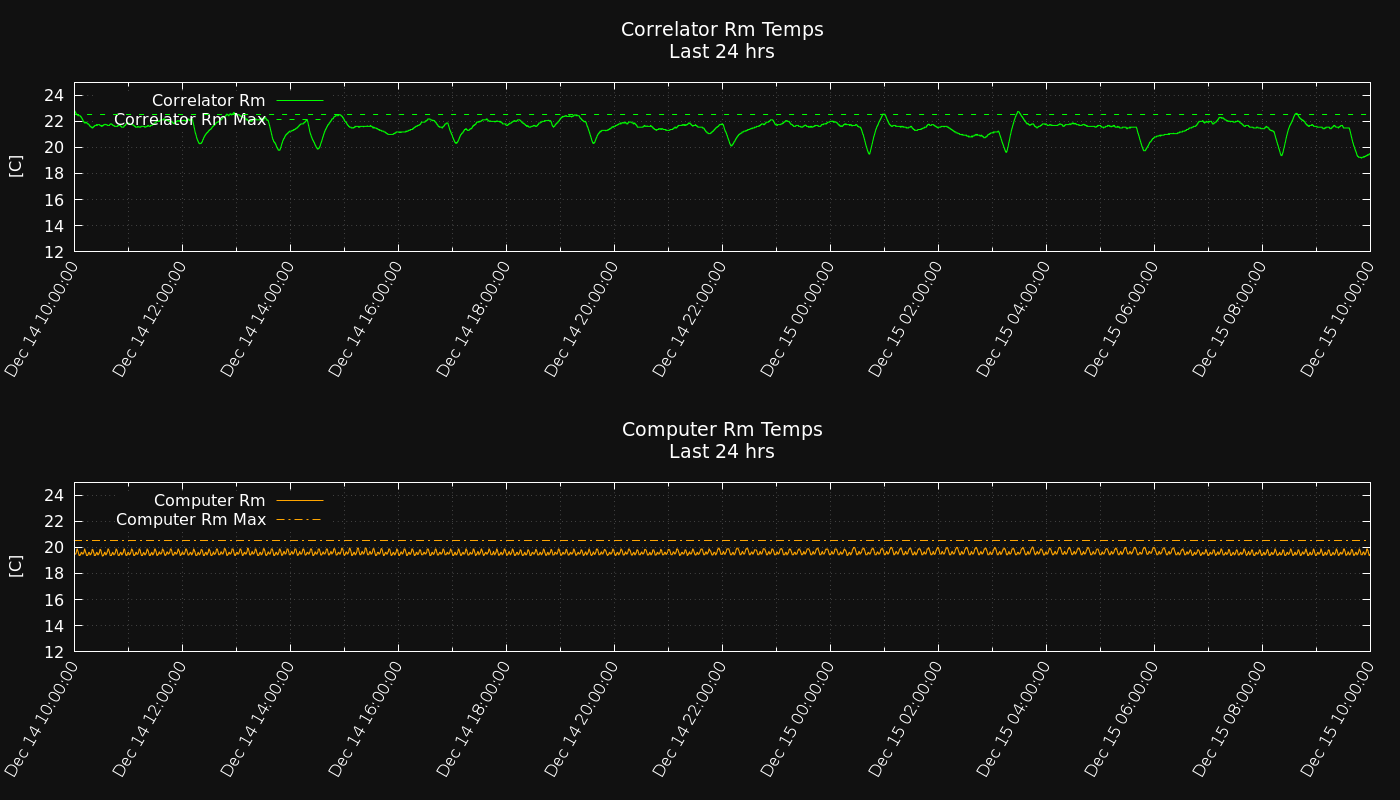 Correlator Rm Temps
Last 24 hrs
Correlator Rm
Correlator Rm Max
[C]
24
22
20
18
16
14
12
Dec 14 10:00:00
Dec 14 12:00:00
Dec 14 14:00:00
Dec 14 16:00:00
Dec 14 18:00:00
Dec 14 20:00:00
Dec 14 22:00:00
Dec 15 00:00:00
Dec 15 02:00:00
Dec 15 04:00:00
Dec 15 06:00:00
Dec 15 08:00:00
Dec 15 10:00:00
Computer Rm Temps
Last 24 hrs
Computer Rm
Computer Rm Max
[C]
24
22
20
18
16
14
12
Dec 14 10:00:00
Dec 14 12:00:00
Dec 14 14:00:00
Dec 14 16:00:00
Dec 14 18:00:00
Dec 14 20:00:00
Dec 14 22:00:00
Dec 15 00:00:00
Dec 15 02:00:00
Dec 15 04:00:00
Dec 15 06:00:00
Dec 15 08:00:00
Dec 15 10:00:00